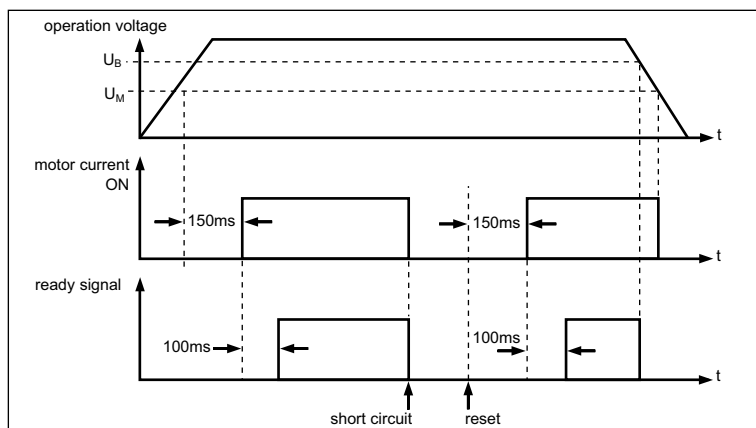 operation voltage
U_B
U_M
t
motor current
ON
150ms
150ms
t
ready signal
100ms
100ms
t
short circuit
reset